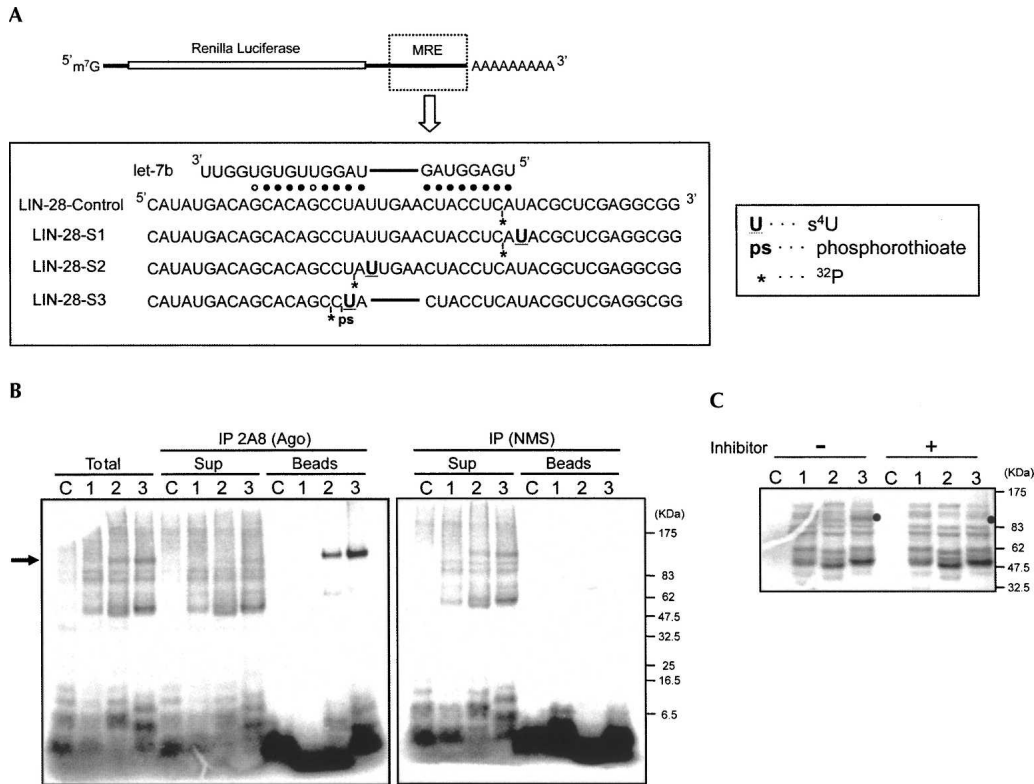 A
Renilla Luciferase
MRE
5' m7G
AAAAAAAAA 3'
let-7b
3' UUGGUGUGUUGGAU GAUGGAGU 5'
LIN-28-Control
5' CAUAUGACAGCACAGCCUAUUGAACUACCUCAUACGCUCGAGGCGG 3'
*
LIN-28-S1
CAUAUGACAGCACAGCCUAUUGAACUACCUCAUACGCUCGAGGCGG
*
LIN-28-S2
CAUAUGACAGCACAGCCUAUUGAACUACCUCAUACGCUCGAGGCGG
*
LIN-28-S3
CAUAUGACAGCACAGCCUA CUACCUCAUACGCUCGAGGCGG
* ps
U ··· s4U
ps ··· phosphorothioate
* ··· 32P
B
IP 2A8 (Ago)
Total Sup Beads
C 1 2 3 C 1 2 3 C 1 2 3
IP (NMS)
Sup Beads
C 1 2 3 C 1 2 3
(KDa)
175
83
62
47.5
32.5
25
16.5
6.5
C
Inhibitor - +
C 1 2 3 C 1 2 3
(KDa)
175
83
62
47.5
32.5